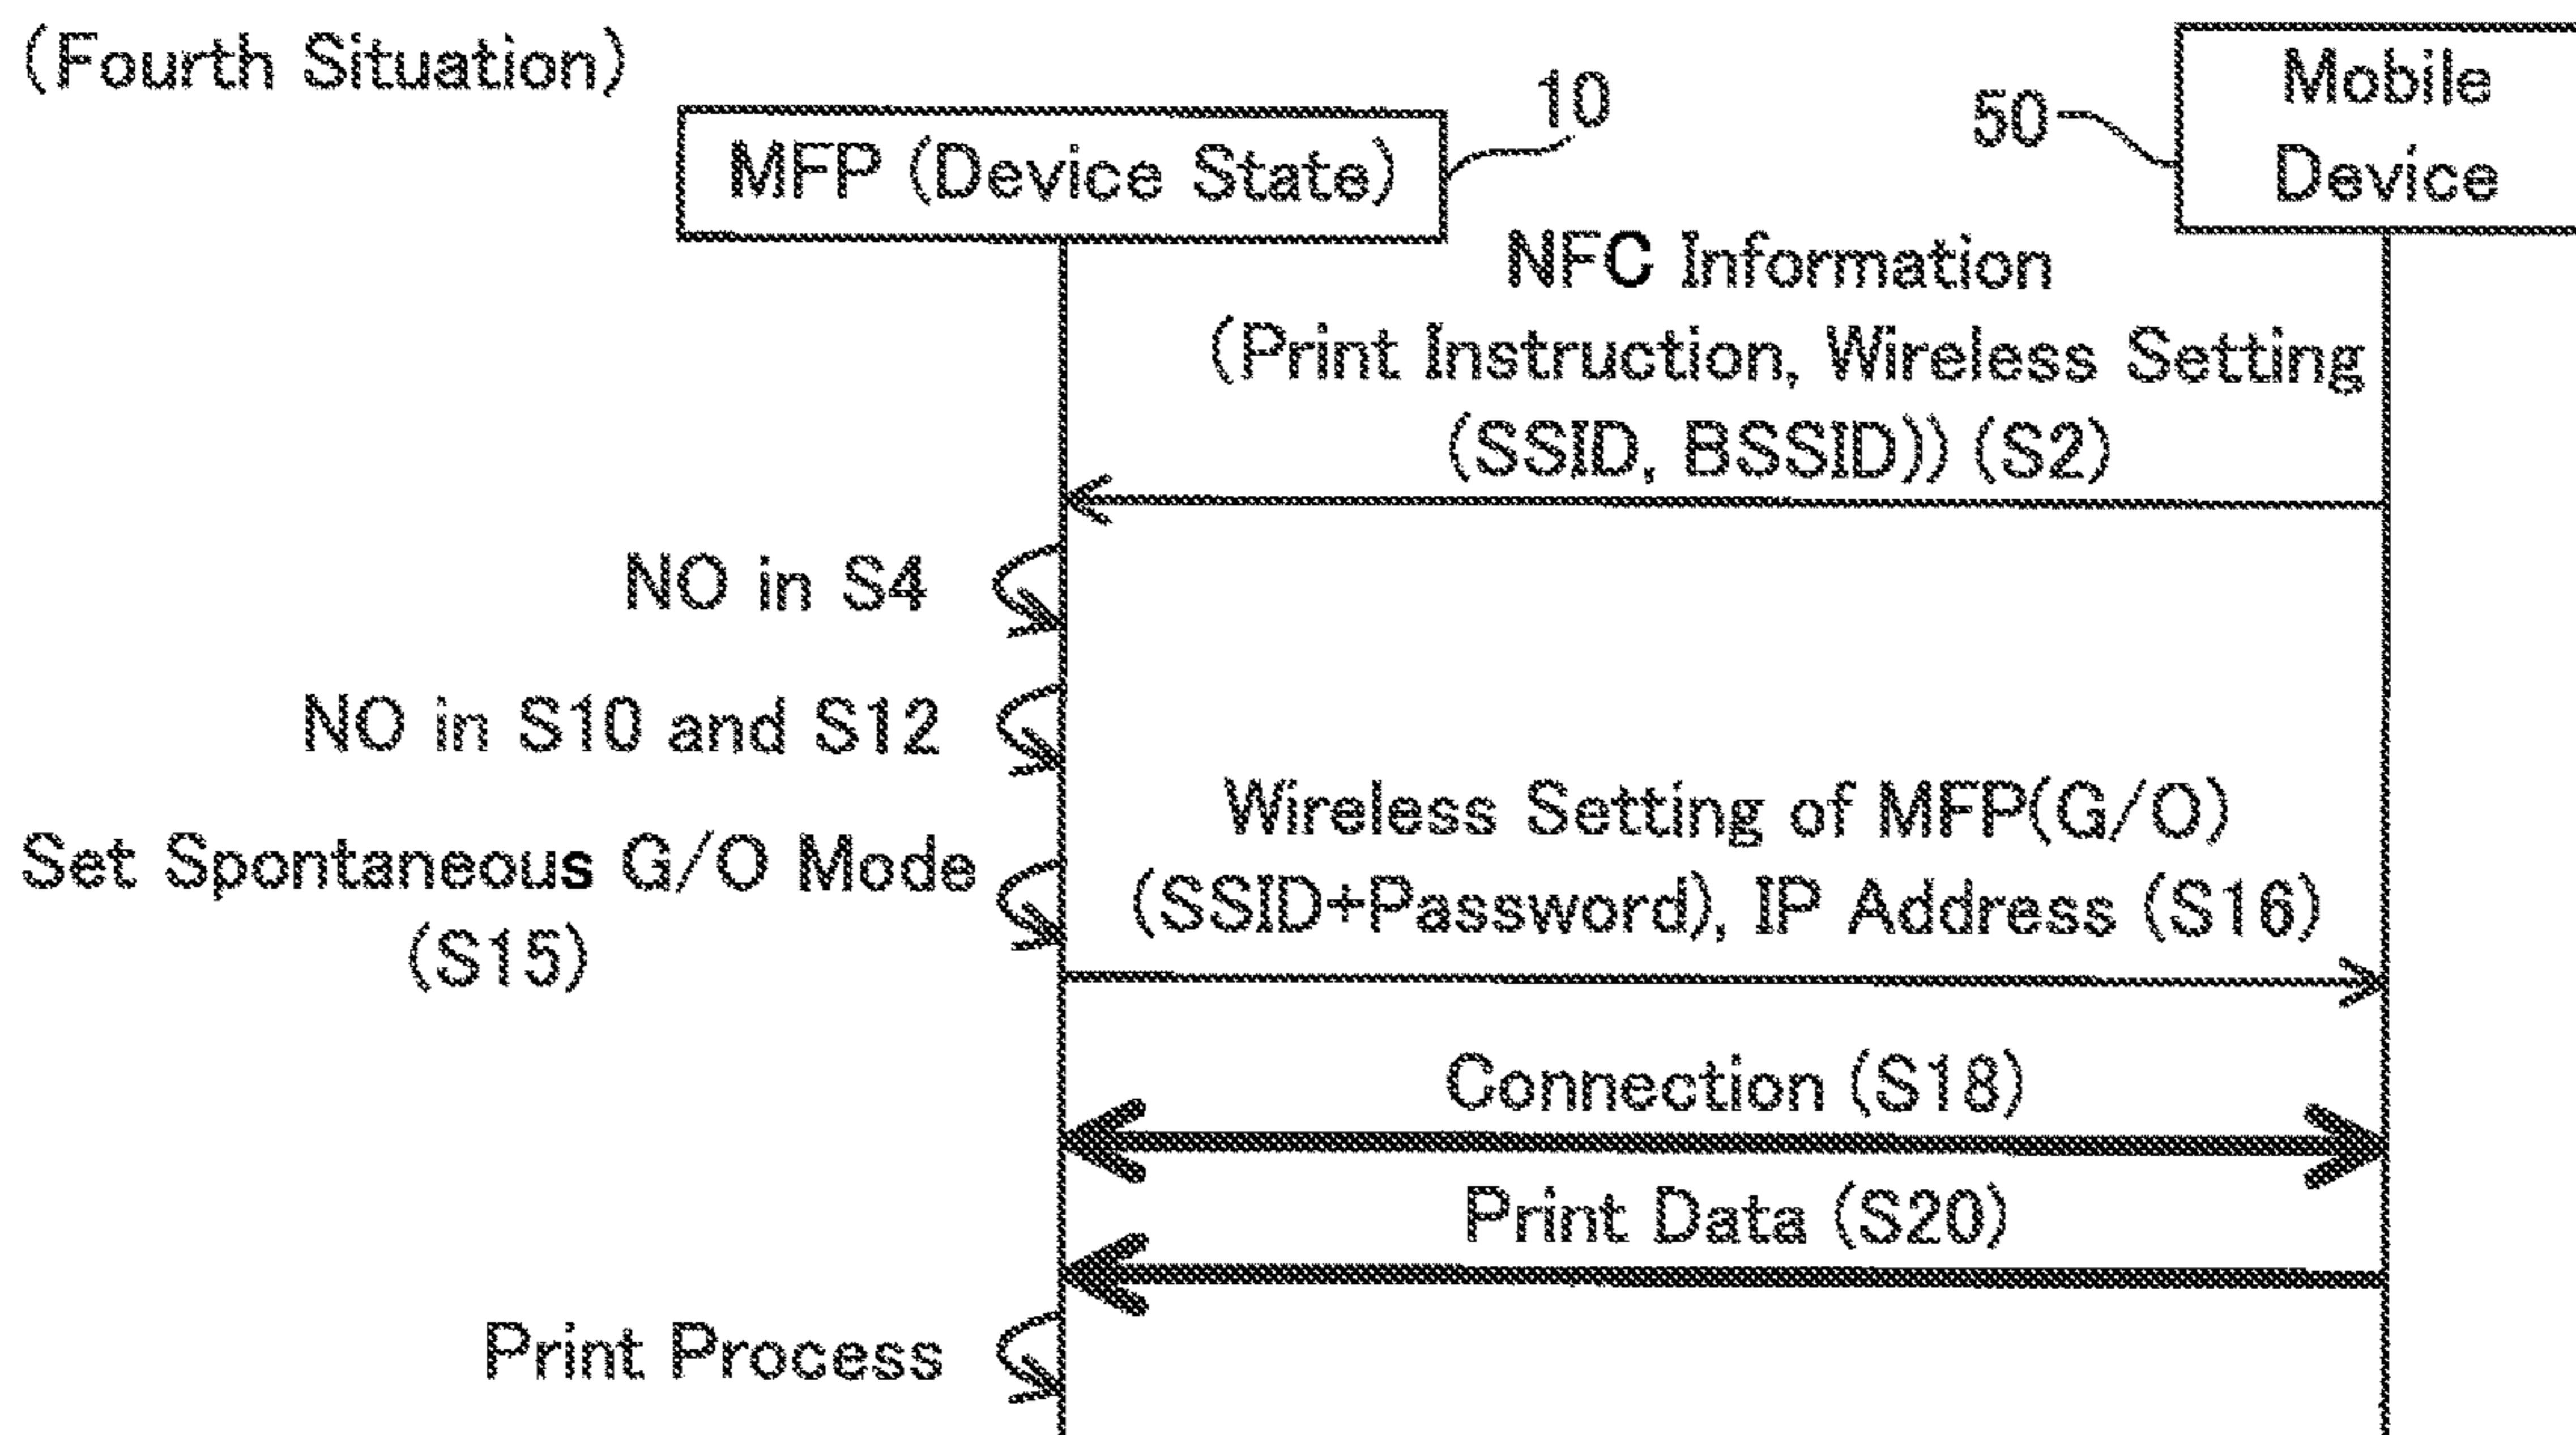 (Fourth Situation)
10
50
Mobile
Device
MFP (Device State)
NFC Information
(Print Instruction, Wireless Setting
(SSID, BSSID)) (S2)
NO in S4
NO in S10 and S12
Set Spontaneous G/O Mode
(S15)
Wireless Setting of MFP(G/O)
(SSID+Password), IP Address (S16)
Connection (S18)
Print Data (S20)
Print Process